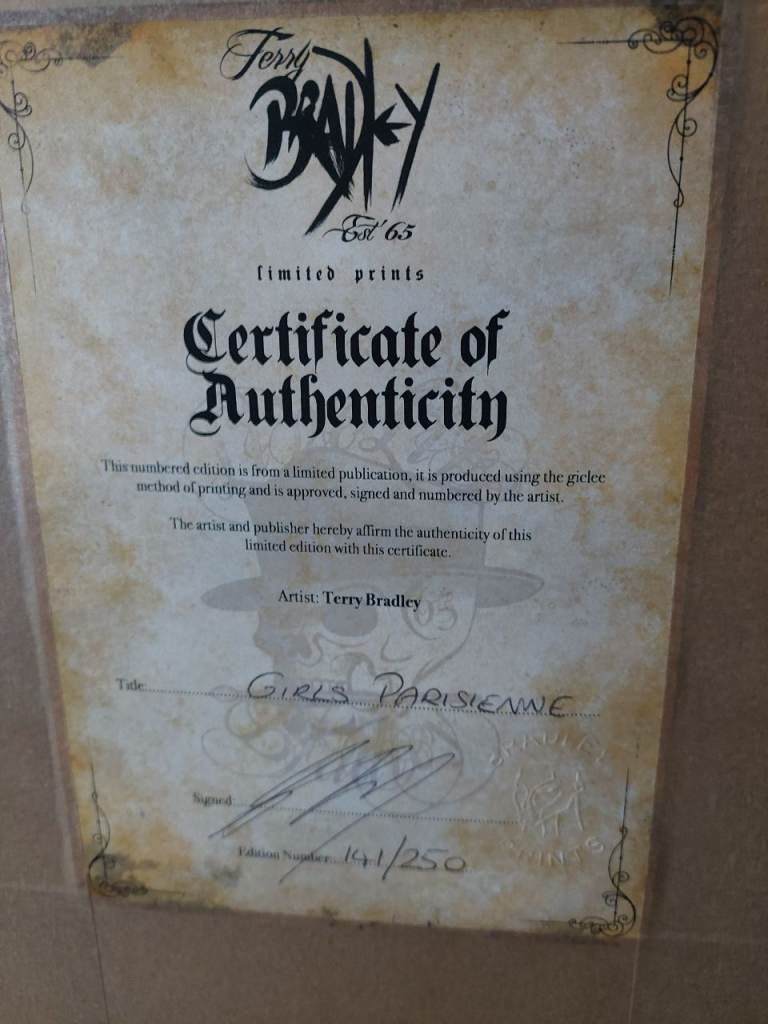 Terry
BRADLEY
Est' 65
limited prints
Certificate of
Authenticity
This numbered edition is from a limited publication, it is produced using the giclee
method of printing and is approved, signed and numbered by the artist.
The artist and publisher hereby affirm the authenticity of this
limited edition with this certificate.
Artist: Terry Bradley
65
Title: GIRLS PARISIENNE
Signed:
BRADLEY
PRINTS
Edition Number: 141/250